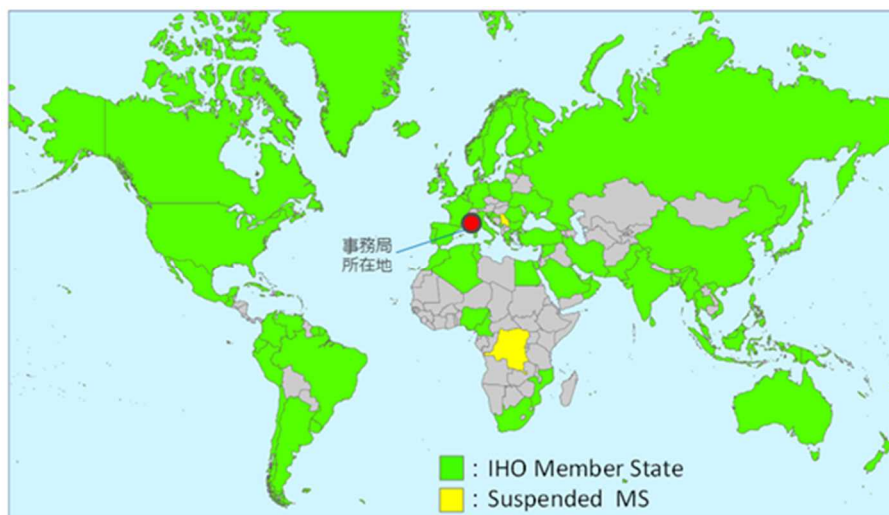 事務局
所在地
: IHO Member State
: Suspended MS